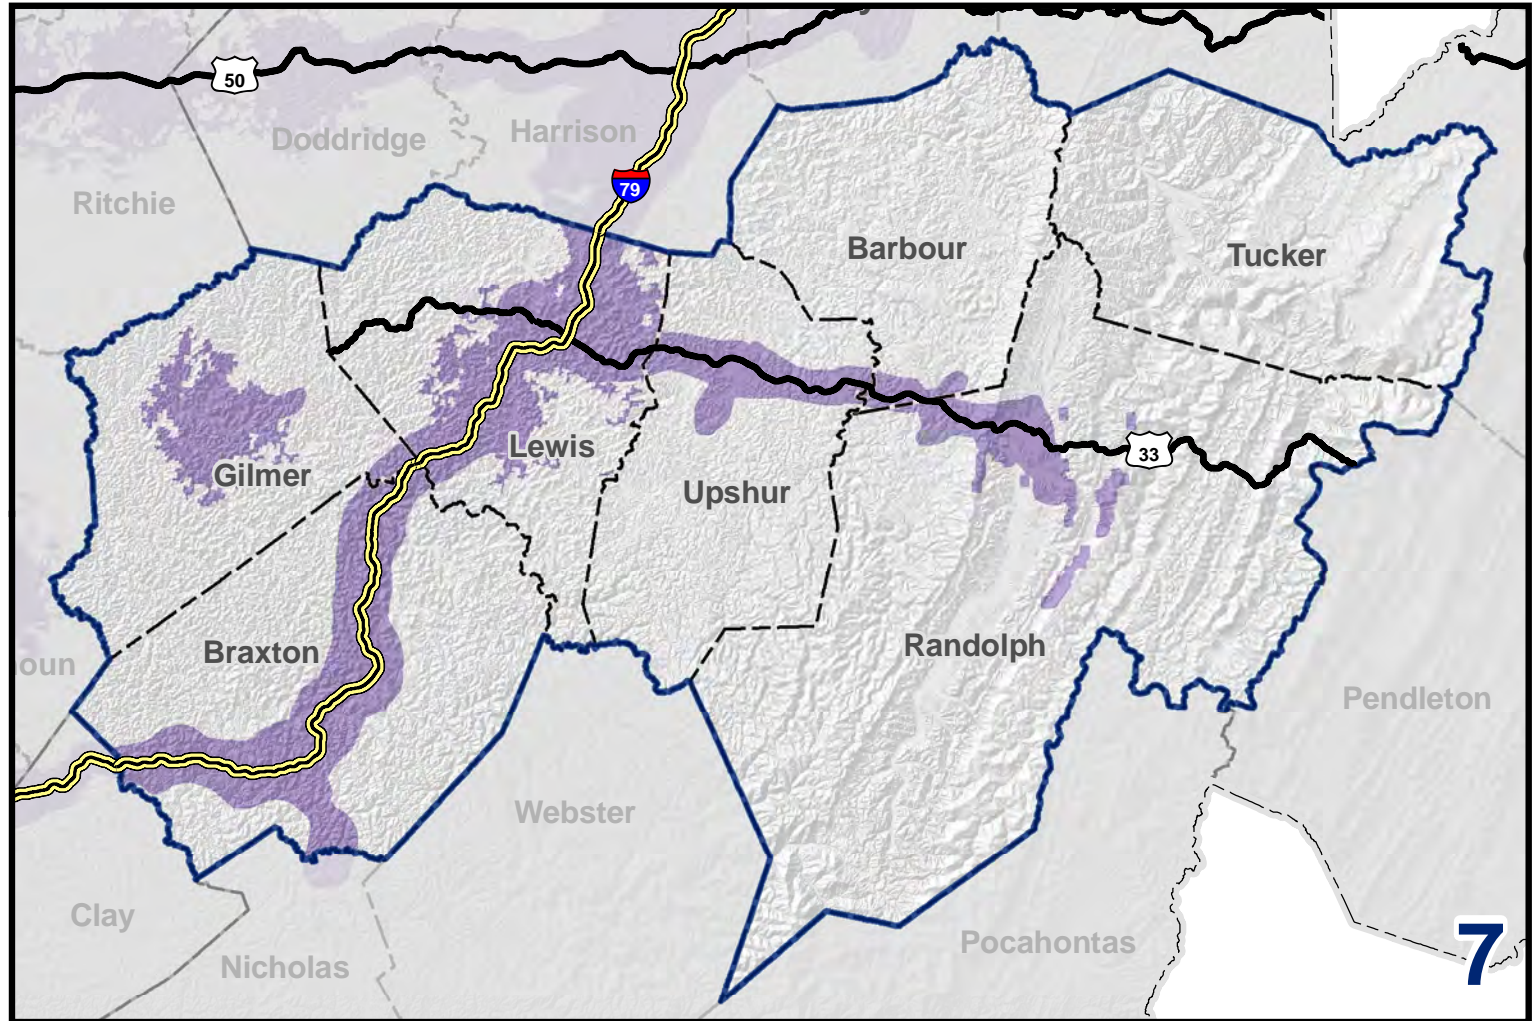 50
Doddridge
Harrison
79
Ritchie
Barbour
Tucker
Lewis
33
Gilmer
Upshur
Braxton
Randolph
oun
Pendleton
Webster
Clay
Pocahontas
7
Nicholas